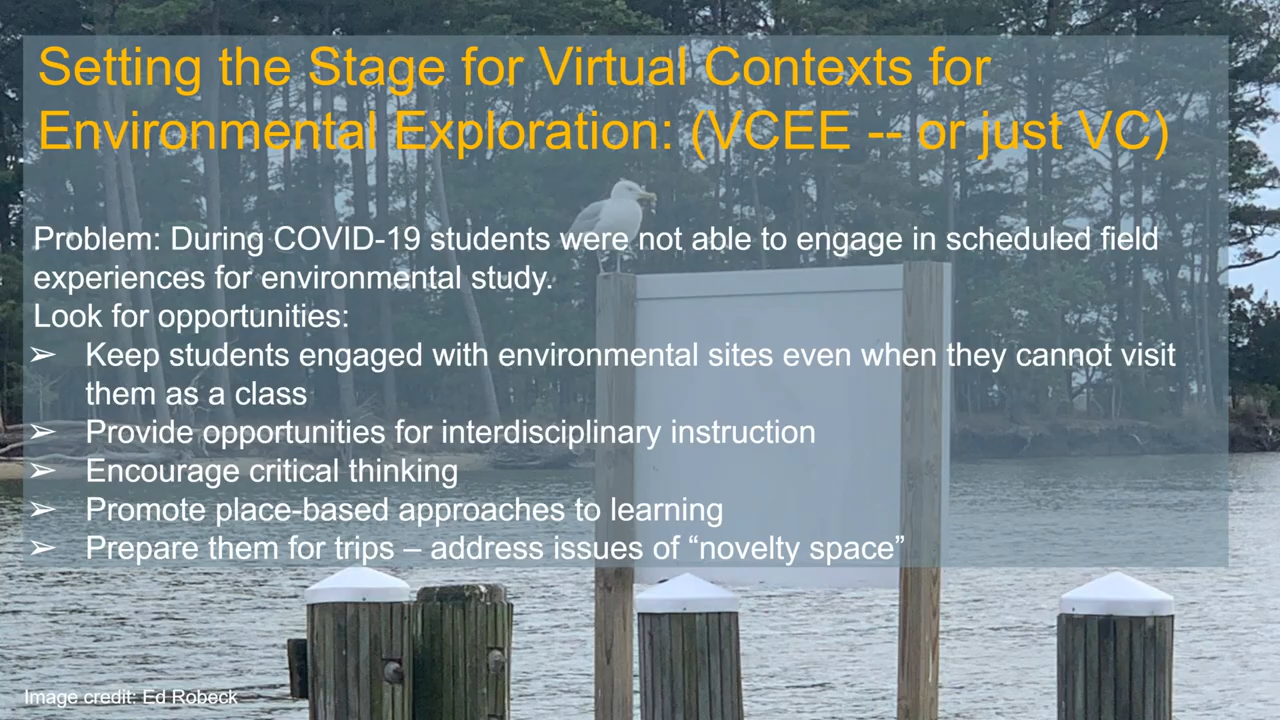 Setting the Stage for Virtual Contexts for
Environmental Exploration: (VCEE -- or just VC)
Problem: During COVID-19 students were not able to engage in scheduled field
experiences for environmental study.
Look for opportunities:
➢ Keep students engaged with environmental sites even when they cannot visit
them as a class
➢ Provide opportunities for interdisciplinary instruction
➢ Encourage critical thinking
➢ Promote place-based approaches to learning
➢ Prepare them for trips – address issues of “novelty space”
Image credit: Ed Robeck